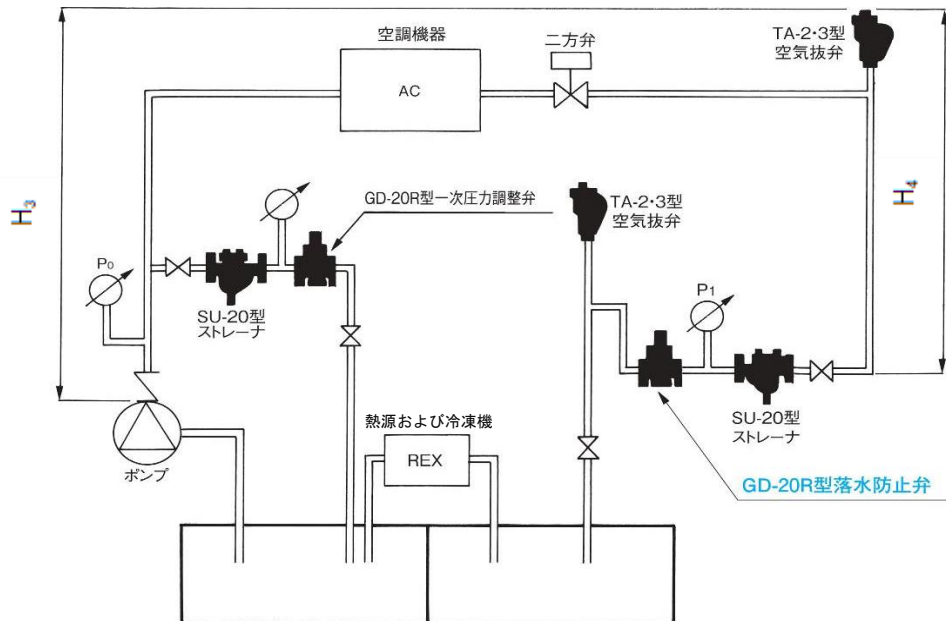 空調機器
AC
二方弁
TA-2・3型
空気抜弁
H₃
H₄
GD-20R型一次圧力調整弁
TA-2・3型
空気抜弁
P₀
SU-20型
ストレーナ
P₁
SU-20型
ストレーナ
ポンプ
熱源および冷凍機
REX
GD-20R型落水防止弁